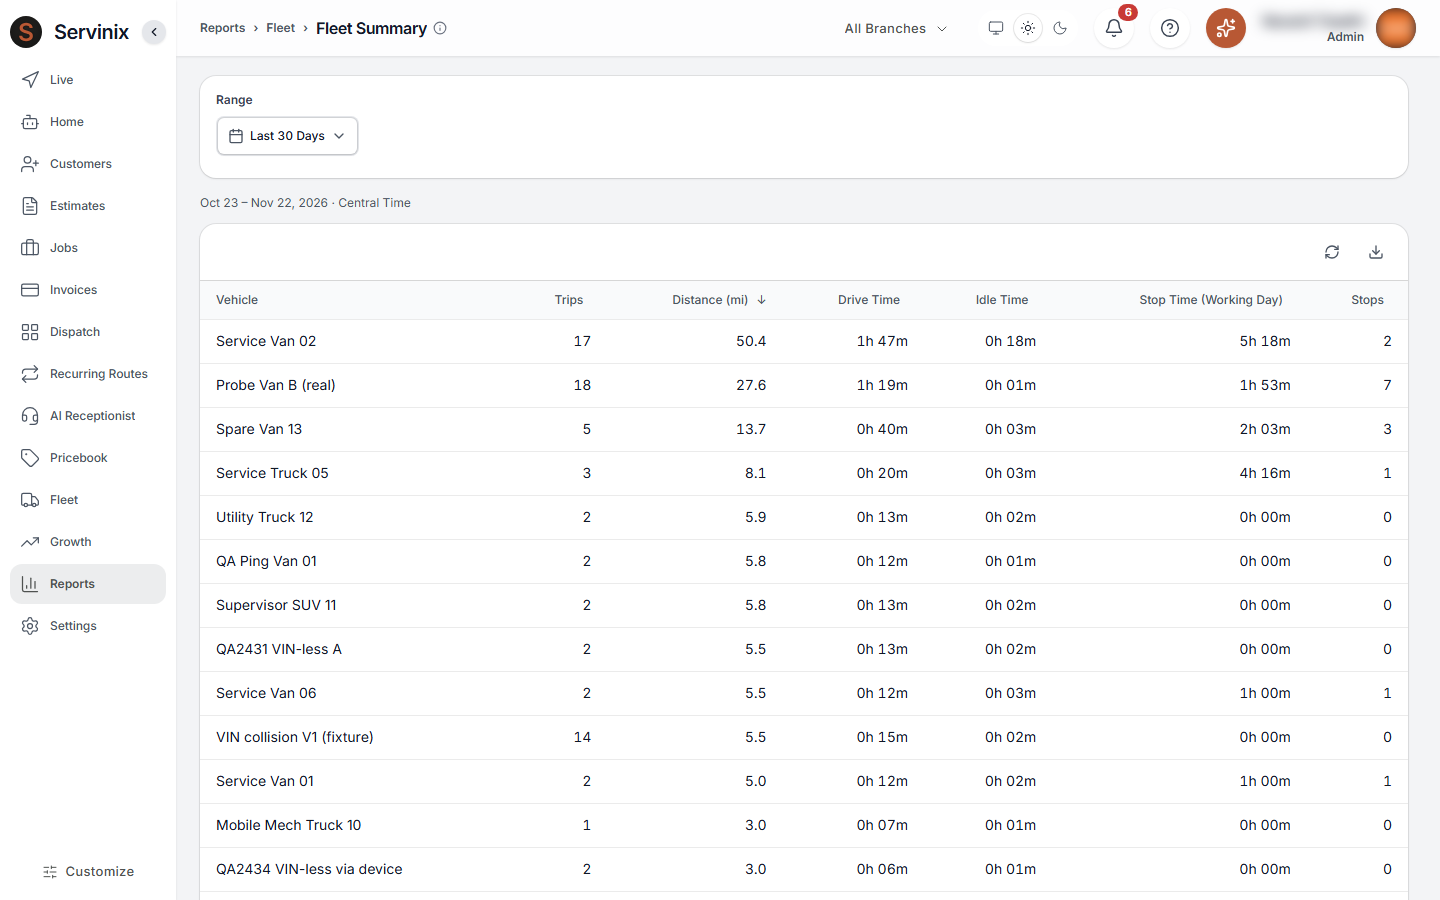 S Servinix
Reports › Fleet › Fleet Summary
All Branches
6
Admin
Live
Home
Customers
Estimates
Jobs
Invoices
Dispatch
Recurring Routes
AI Receptionist
Pricebook
Fleet
Growth
Reports
Settings
Customize
Range
Last 30 Days
Oct 23 – Nov 22, 2026 · Central Time
Vehicle Trips Distance (mi) ↓ Drive Time Idle Time Stop Time (Working Day) Stops
Service Van 02 17 50.4 1h 47m 0h 18m 5h 18m 2
Probe Van B (real) 18 27.6 1h 19m 0h 01m 1h 53m 7
Spare Van 13 5 13.7 0h 40m 0h 03m 2h 03m 3
Service Truck 05 3 8.1 0h 20m 0h 03m 4h 16m 1
Utility Truck 12 2 5.9 0h 13m 0h 02m 0h 00m 0
QA Ping Van 01 2 5.8 0h 12m 0h 01m 0h 00m 0
Supervisor SUV 11 2 5.8 0h 13m 0h 02m 0h 00m 0
QA2431 VIN-less A 2 5.5 0h 13m 0h 02m 0h 00m 0
Service Van 06 2 5.5 0h 12m 0h 03m 1h 00m 1
VIN collision V1 (fixture) 14 5.5 0h 15m 0h 02m 0h 00m 0
Service Van 01 2 5.0 0h 12m 0h 02m 1h 00m 1
Mobile Mech Truck 10 1 3.0 0h 07m 0h 01m 0h 00m 0
QA2434 VIN-less via device 2 3.0 0h 06m 0h 01m 0h 00m 0